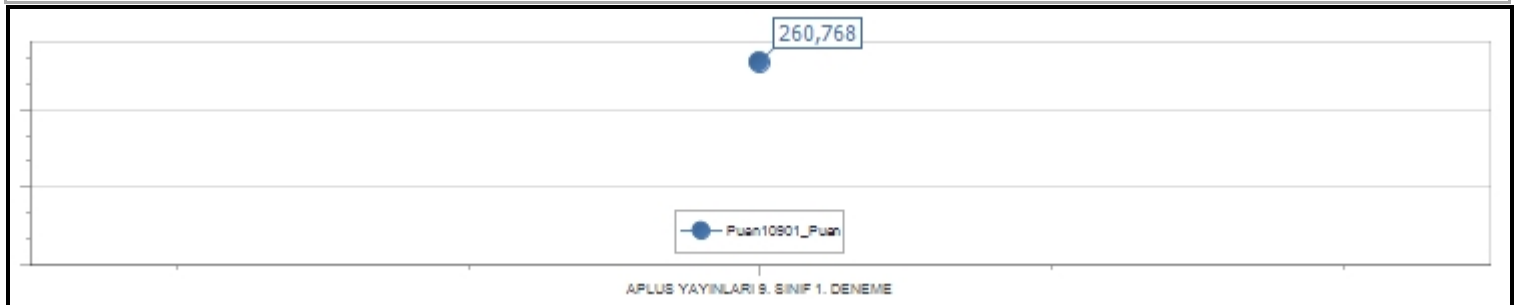 260,768
Puan10901_Puan
APLUS YAYINLARI 9. SINIF 1. DENEME